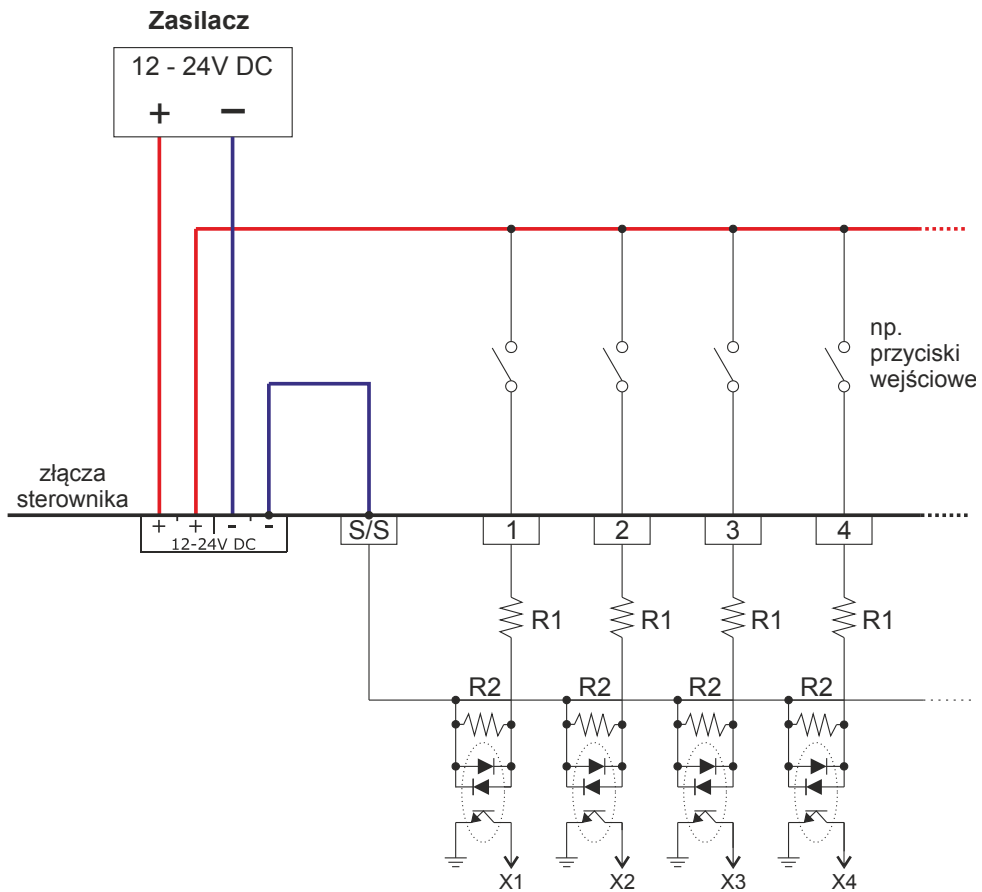 Zasilacz
12 - 24V DC
+ −
np.
przyciski
wejściowe
złącza
sterownika
+ + - -
12-24V DC
S/S 1 2 3 4
R1 R1 R1 R1
R2 R2 R2 R2
X1 X2 X3 X4